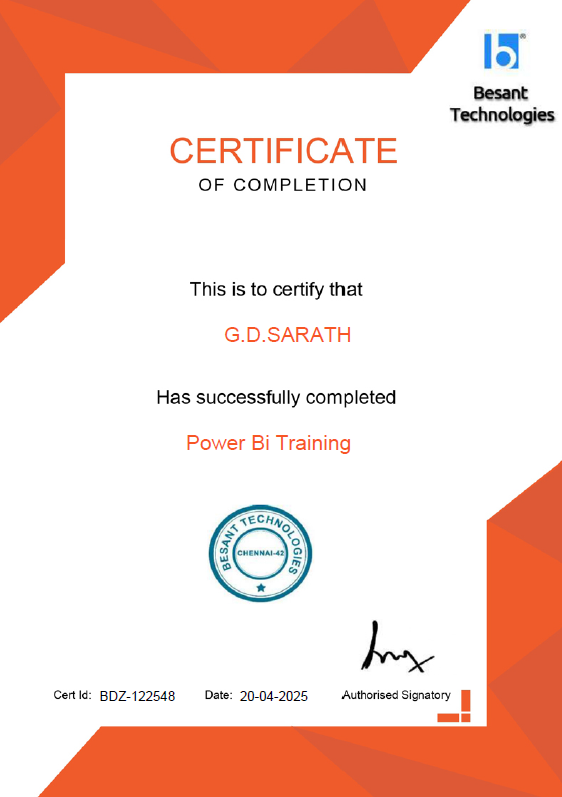 b®
Besant
Technologies
CERTIFICATE
OF COMPLETION
This is to certify that
G.D.SARATH
Has successfully completed
Power Bi Training
BESANT TECHNOLOGIES
CHENNAI-42
Cert Id: BDZ-122548 Date: 20-04-2025 Authorised Signatory